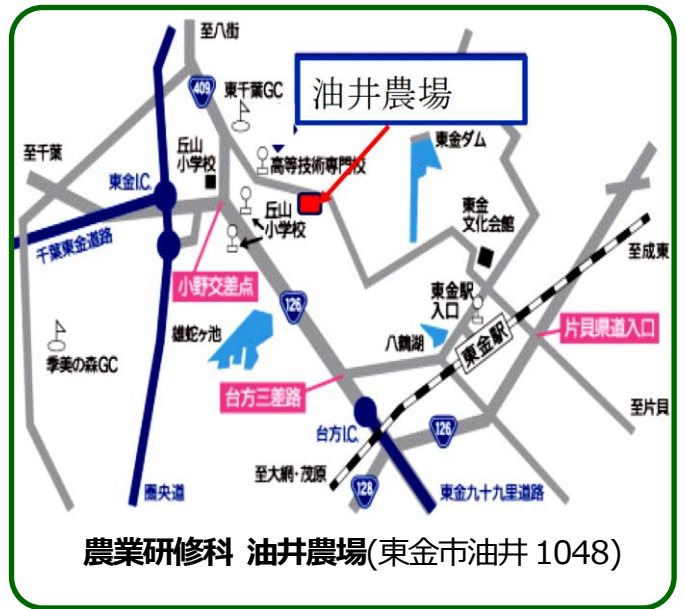 至八街
409
東千葉GC
油井農場
至千葉
丘山
小学校
高等技術専門校
東金ダム
東金I.C.
丘山
小学校
東金
文化会館
千葉東金道路
至成東
小野交差点
126
東金駅
入口
片貝県道入口
雄蛇ヶ池
八鶴湖
東金駅
季美の森GC
台方三差路
至片貝
台方I.C.
126
至大網・茂原
圏央道
128
東金九十九里道路
農業研修科 油井農場(東金市油井1048)